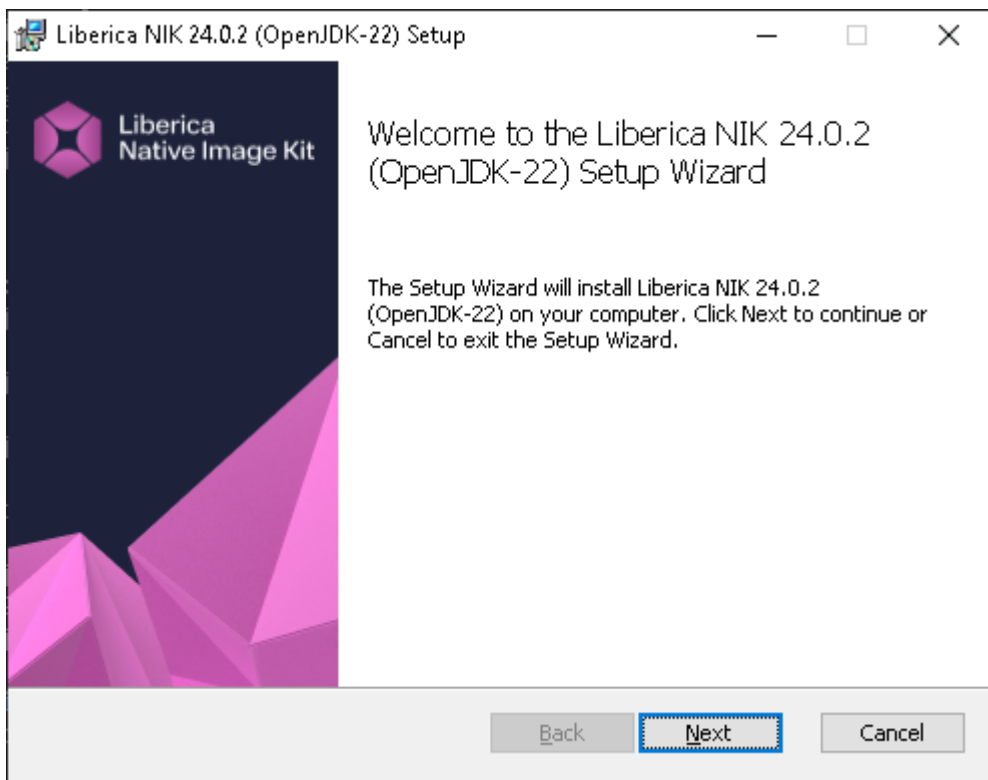 Liberica NIK 24.0.2 (OpenJDK-22) Setup
Liberica
Native Image Kit
Welcome to the Liberica NIK 24.0.2
(OpenJDK-22) Setup Wizard
The Setup Wizard will install Liberica NIK 24.0.2
(OpenJDK-22) on your computer. Click Next to continue or
Cancel to exit the Setup Wizard.
Back
Next
Cancel